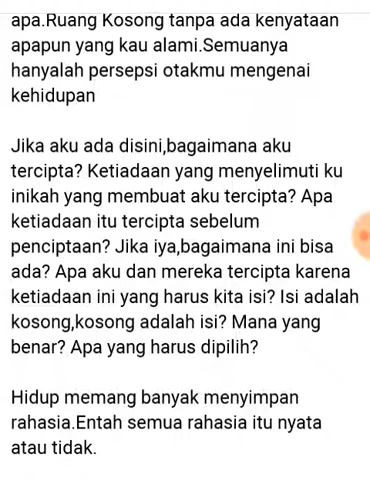 apa.Ruang Kosong tanpa ada kenyataan
apapun yang kau alami.Semuanya
hanyalah persepsi otakmu mengenai
kehidupan
Jika aku ada disini,bagaimana aku
tercipta? Ketiadaan yang menyelimuti ku
inikah yang membuat aku tercipta? Apa
ketiadaan itu tercipta sebelum
penciptaan? Jika iya,bagaimana ini bisa
ada? Apa aku dan mereka tercipta karena
ketiadaan ini yang harus kita isi? Isi adalah
kosong,kosong adalah isi? Mana yang
benar? Apa yang harus dipilih?
Hidup memang banyak menyimpan
rahasia.Entah semua rahasia itu nyata
atau tidak.